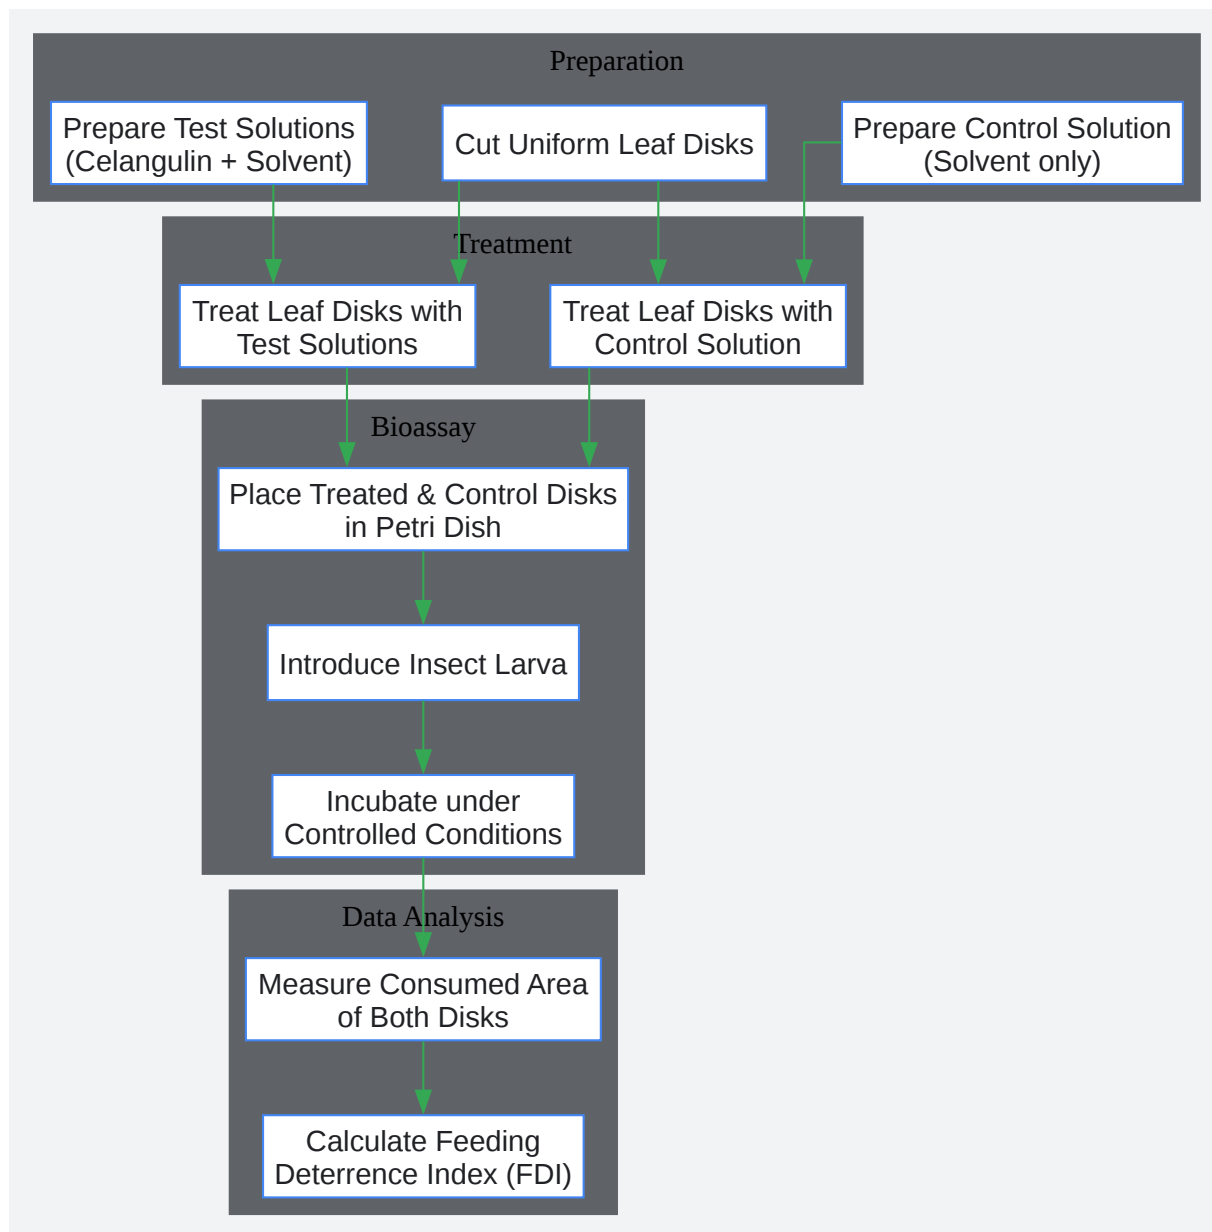 Preparation
Prepare Test Solutions
(Celangulin + Solvent)
Cut Uniform Leaf Disks
Prepare Control Solution
(Solvent only)
Treatment
Treat Leaf Disks with
Test Solutions
Treat Leaf Disks with
Control Solution
Bioassay
Place Treated & Control Disks
in Petri Dish
Introduce Insect Larva
Incubate under
Controlled Conditions
Data Analysis
Measure Consumed Area
of Both Disks
Calculate Feeding
Deterrence Index (FDI)